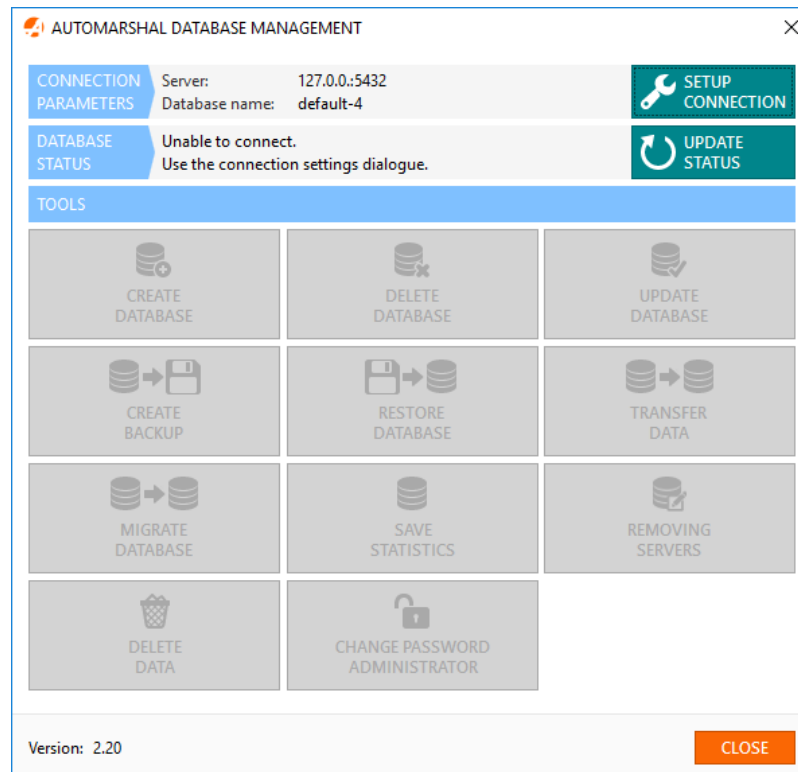 AUTOMARSHAL DATABASE MANAGEMENT
CONNECTION
PARAMETERS
Server: 127.0.0.:5432
Database name: default-4
SETUP
CONNECTION
DATABASE
STATUS
Unable to connect.
Use the connection settings dialogue.
UPDATE
STATUS
TOOLS
CREATE
DATABASE
DELETE
DATABASE
UPDATE
DATABASE
CREATE
BACKUP
RESTORE
DATABASE
TRANSFER
DATA
MIGRATE
DATABASE
SAVE
STATISTICS
REMOVING
SERVERS
DELETE
DATA
CHANGE PASSWORD
ADMINISTRATOR
Version: 2.20
CLOSE